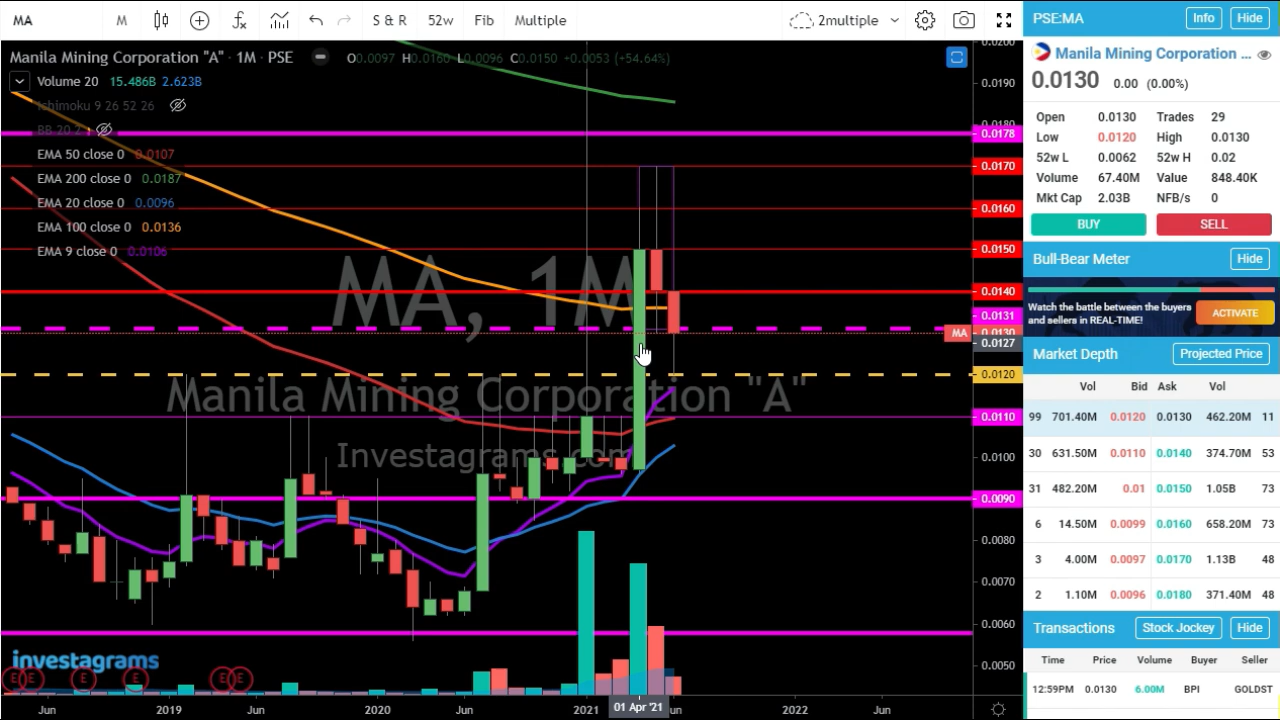 MA M S & R 52w Fib Multiple 2multiple
Manila Mining Corporation "A" · 1M · PSE O0.0097 H0.0160 L0.0096 C0.0150 +0.0053 (+54.64%)
Volume 20 15.486B 2.623B
Ichimoku 9 26 52 26
BB 20 2
EMA 50 close 0 0.0107
EMA 200 close 0 0.0187
EMA 20 close 0 0.0096
EMA 100 close 0 0.0136
EMA 9 close 0 0.0106
MA, 1M
Manila Mining Corporation "A"
Investagrams.com
0.0200
0.0190
0.0180
0.0178
0.0170
0.0160
0.0150
0.0140
0.0131
MA 0.0130
0.0127
0.0120
0.0110
0.0100
0.0090
0.0080
0.0070
0.0060
0.0050
investagrams
E E E E E E
Jun 2019 Jun 2020 Jun 2021 01 Apr '21 un 2022 Jun
PSE:MA Info Hide
Manila Mining Corporation ...
0.0130 0.00 (0.00%)
Open 0.0130 Trades 29
Low 0.0120 High 0.0130
52w L 0.0062 52w H 0.02
Volume 67.40M Value 848.40K
Mkt Cap 2.03B NFB/s 0
BUY SELL
Bull-Bear Meter Hide
Watch the battle between the buyers
and sellers in REAL-TIME!
ACTIVATE
Market Depth Projected Price
Vol Bid Ask Vol
99 701.40M 0.0120 0.0130 462.20M 11
30 631.50M 0.0110 0.0140 374.70M 53
31 482.20M 0.01 0.0150 1.05B 73
6 14.50M 0.0099 0.0160 658.20M 73
3 4.00M 0.0097 0.0170 1.13B 48
2 1.10M 0.0096 0.0180 371.40M 48
Transactions Stock Jockey Hide
Time Price Volume Buyer Seller
12:59PM 0.0130 6.00M BPI GOLDST